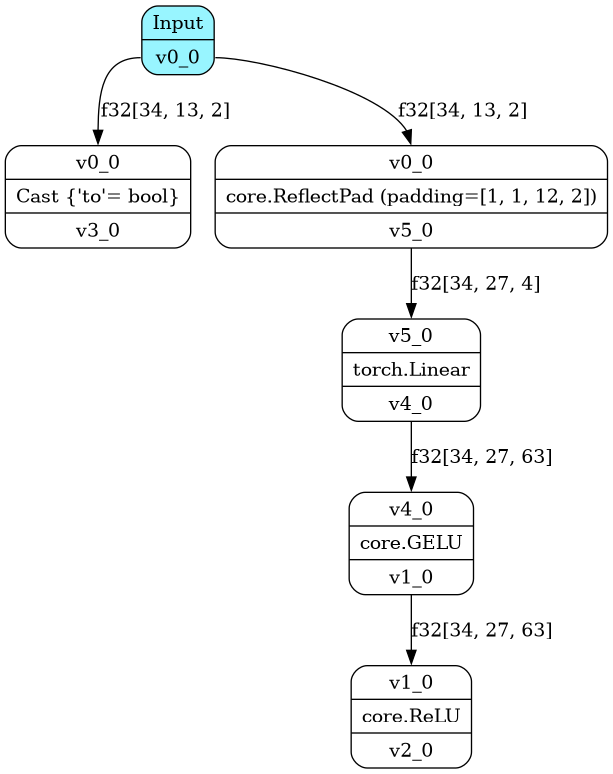 Input
v0_0
f32[34, 13, 2]
f32[34, 13, 2]
v0_0
Cast {'to'= bool}
v3_0
v0_0
core.ReflectPad (padding=[1, 1, 12, 2])
v5_0
f32[34, 27, 4]
v5_0
torch.Linear
v4_0
f32[34, 27, 63]
v4_0
core.GELU
v1_0
f32[34, 27, 63]
v1_0
core.ReLU
v2_0